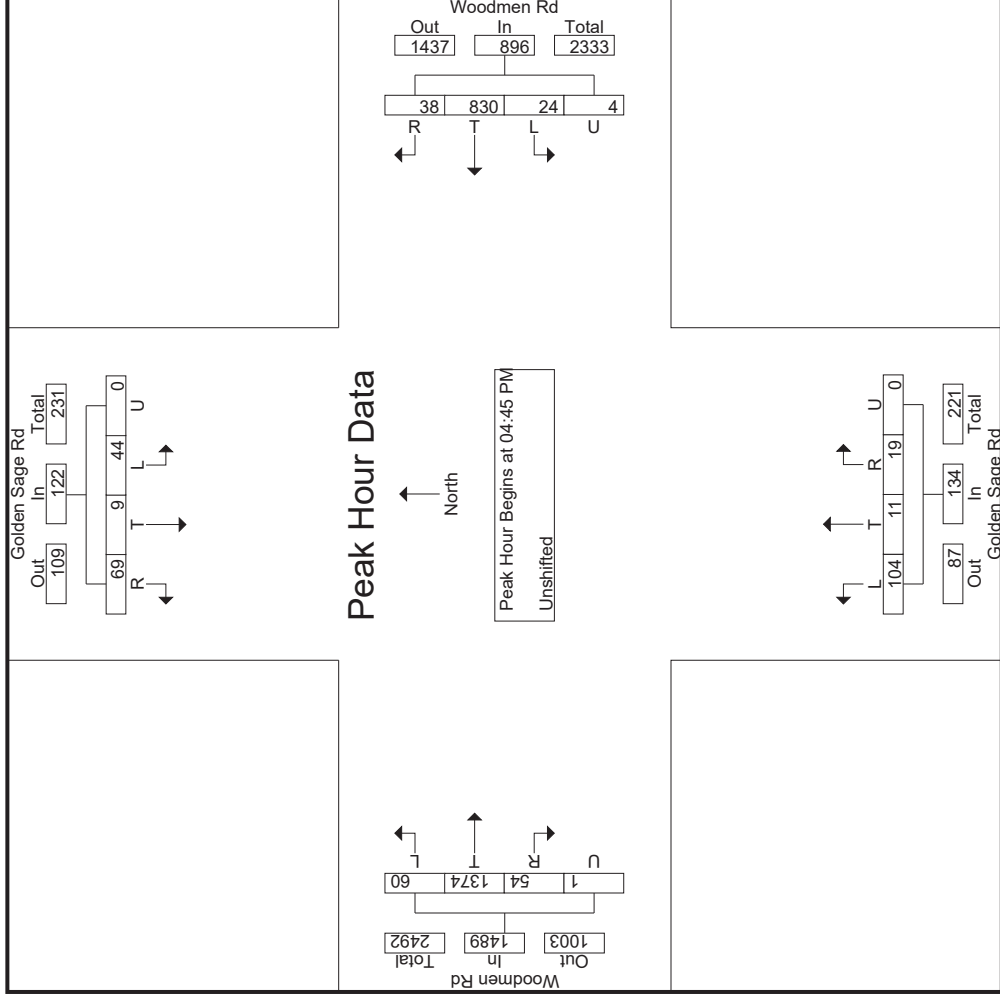 Woodmen Rd
Out In Total
1437 896 2333
38 830 24 4
R T L U
Golden Sage Rd
Out In Total
109 122 231
69 9 44 0
R T L U
Peak Hour Data
North
Peak Hour Begins at 04:45 PM
Unshifted
L T R U
104 11 19 0
87 134 221
Out In Total
Golden Sage Rd
L T R U
60 1374 54 1
2492 1489 1003
Total In Out
Woodmen Rd